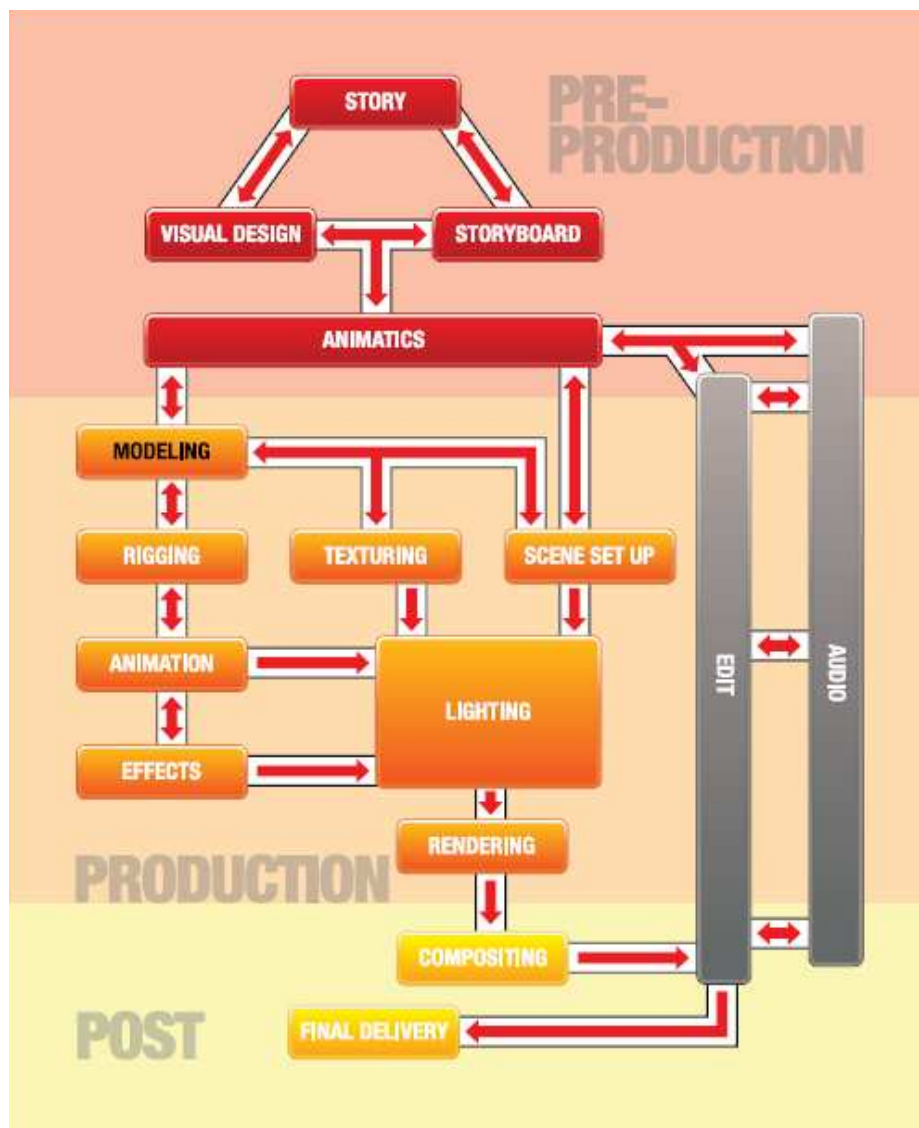 STORY
PRE-
PRODUCTION
VISUAL DESIGN
STORYBOARD
ANIMATICS
MODELING
RIGGING
TEXTURING
SCENE SET UP
ANIMATION
LIGHTING
EDIT
AUDIO
EFFECTS
RENDERING
PRODUCTION
COMPOSITING
POST
FINAL DELIVERY